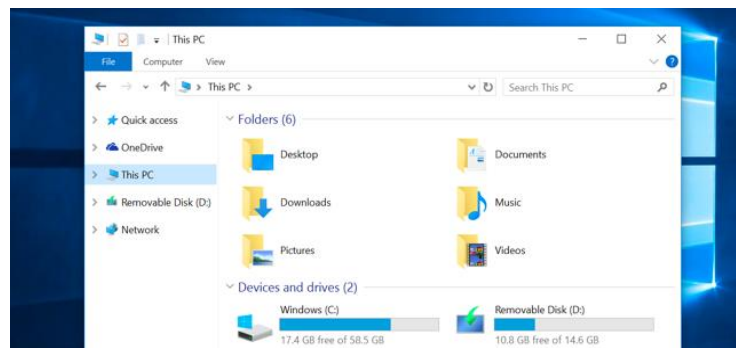 This PC
File Computer View
This PC
Search This PC
Quick access
OneDrive
This PC
Removable Disk (D:)
Network
Folders (6)
Desktop
Documents
Downloads
Music
Pictures
Videos
Devices and drives (2)
Windows (C:)
17.4 GB free of 58.5 GB
Removable Disk (D:)
10.8 GB free of 14.6 GB